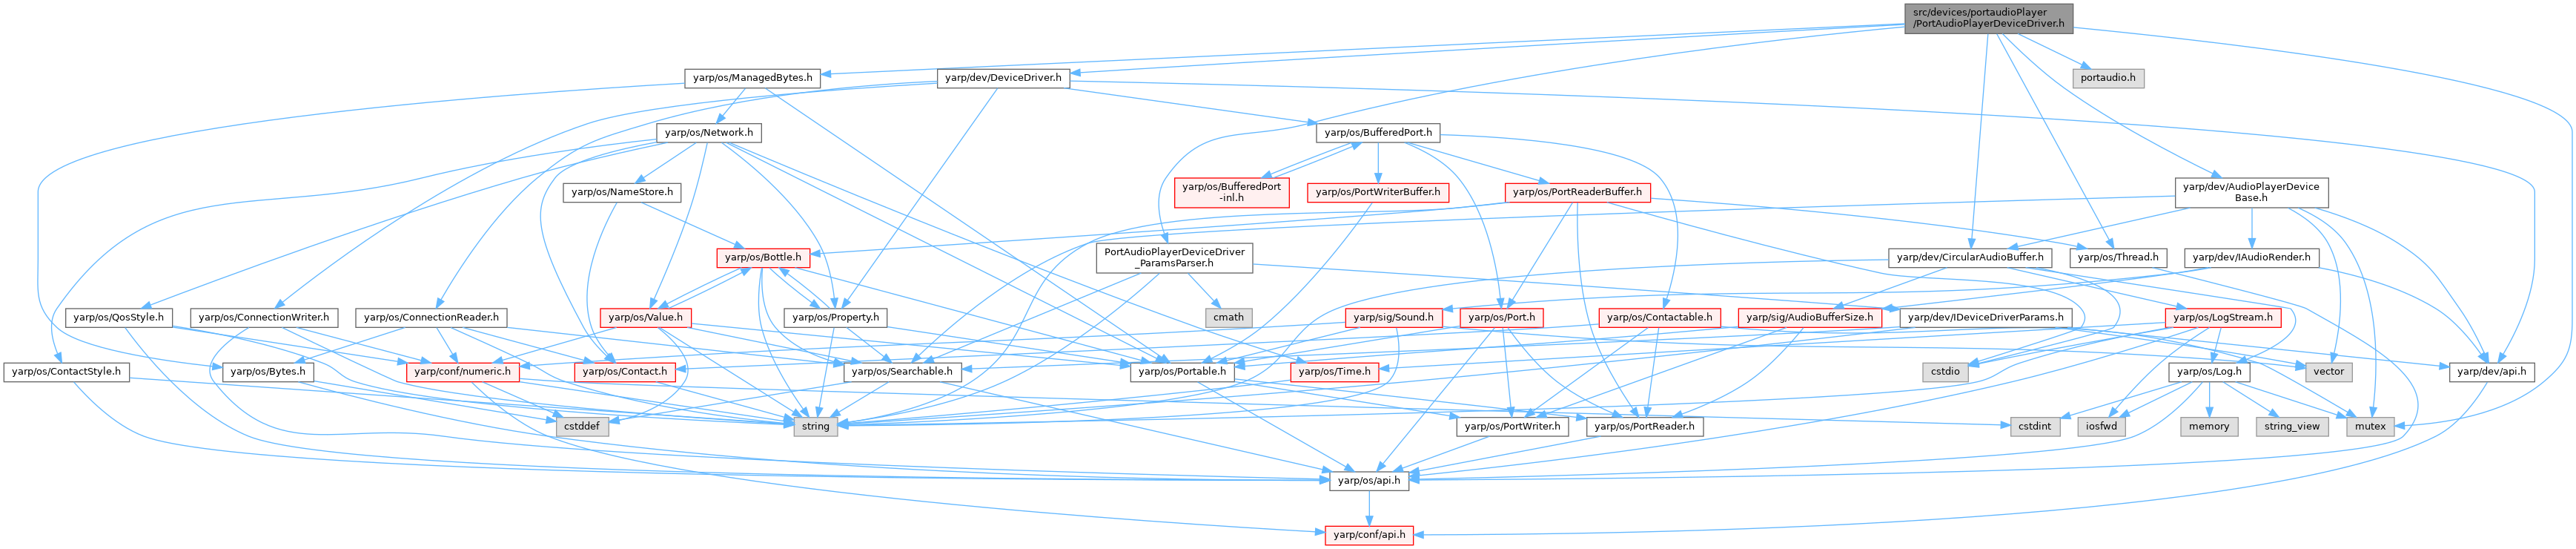 src/devices/portaudioPlayer
/PortAudioPlayerDeviceDriver.h
yarp/os/ManagedBytes.h
yarp/dev/DeviceDriver.h
portaudio.h
yarp/os/Network.h
yarp/os/BufferedPort.h
yarp/os/NameStore.h
yarp/os/BufferedPort
-inl.h
yarp/os/PortWriterBuffer.h
yarp/os/PortReaderBuffer.h
yarp/dev/AudioPlayerDevice
Base.h
yarp/os/Bottle.h
PortAudioPlayerDeviceDriver
_ParamsParser.h
yarp/dev/CircularAudioBuffer.h
yarp/os/Thread.h
yarp/dev/IAudioRender.h
yarp/os/QosStyle.h
yarp/os/ConnectionWriter.h
yarp/os/ConnectionReader.h
yarp/os/Value.h
yarp/os/Property.h
cmath
yarp/sig/Sound.h
yarp/os/Port.h
yarp/os/Contactable.h
yarp/sig/AudioBufferSize.h
yarp/dev/IDeviceDriverParams.h
yarp/os/LogStream.h
yarp/os/ContactStyle.h
yarp/os/Bytes.h
yarp/conf/numeric.h
yarp/os/Contact.h
yarp/os/Searchable.h
yarp/os/Portable.h
yarp/os/Time.h
cstdio
yarp/os/Log.h
vector
yarp/dev/api.h
cstddef
string
yarp/os/PortWriter.h
yarp/os/PortReader.h
cstdint
iosfwd
memory
string_view
mutex
yarp/os/api.h
yarp/conf/api.h